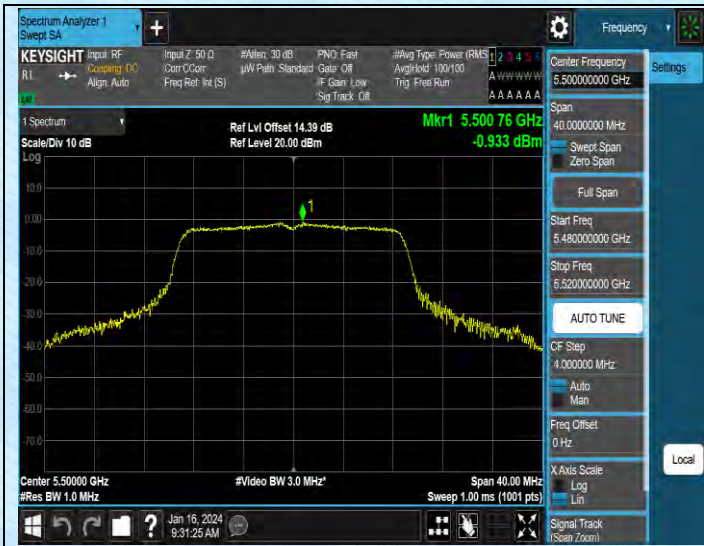 Spectrum Analyzer 1
Swept SA
+
Frequency
Settings
KEYSIGHT
Input: RF
Coupling: DC
Align: Auto
Input Z: 50 Ω
Corr CCorr
Freq Ref: Int (S)
#Atten: 30 dB
µW Path: Standard
PNO: Fast
Gate: Off
IF Gain: Low
Sig Track: Off
#Avg Type: Power (RMS
Avg|Hold: 100/100
Trig: Free Run
1 2 3 4 5 6
A W W W W W
A A A A A A
1 Spectrum
Scale/Div 10 dB
Log
Ref Lvl Offset 14.39 dB
Ref Level 20.00 dBm
Mkr1 5.500 76 GHz
-0.933 dBm
1
10.0
0.00
-10.0
-20.0
-30.0
-40.0
-50.0
-60.0
-70.0
Center 5.50000 GHz
#Res BW 1.0 MHz
#Video BW 3.0 MHz*
Span 40.00 MHz
Sweep 1.00 ms (1001 pts)
Center Frequency
5.500000000 GHz
Span
40.0000000 MHz
Swept Span
Zero Span
Full Span
Start Freq
5.480000000 GHz
Stop Freq
5.520000000 GHz
AUTO TUNE
CF Step
4.000000 MHz
Auto
Man
Freq Offset
0 Hz
X Axis Scale
Log
Lin
Signal Track
(Span Zoom)
Local
?
Jan 16, 2024
9:31:25 AM